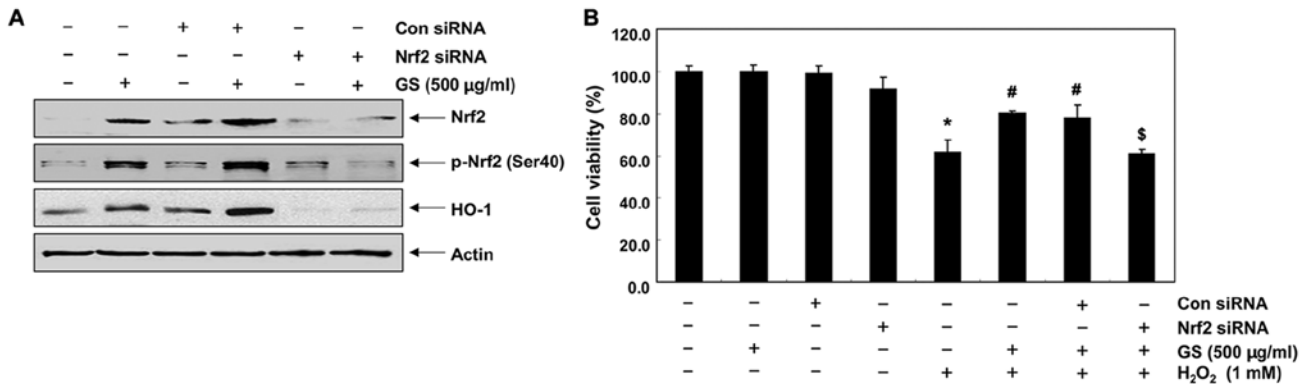 A
– – + + – – Con siRNA
– – – – + + Nrf2 siRNA
– + – + – + GS (500 µg/ml)
Nrf2
p-Nrf2 (Ser40)
HO-1
Actin
B
Cell viability (%)
120.0
100.0
80.0
60.0
40.0
20.0
0.0
*
#
#
$
– – + – – – + – Con siRNA
– – – + – – – + Nrf2 siRNA
– + – – – + + + GS (500 µg/ml)
– – – – + + + + H₂O₂ (1 mM)